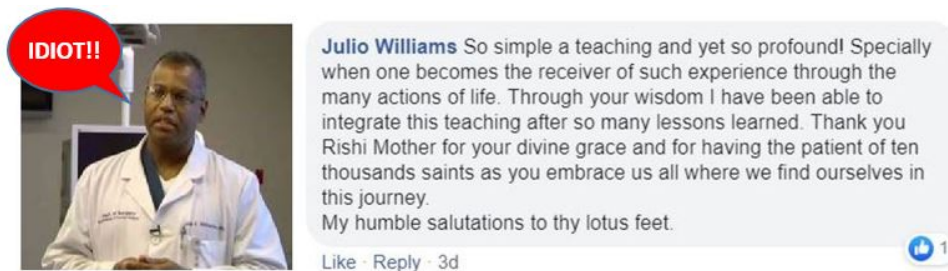 IDIOT!!
Julio Williams So simple a teaching and yet so profound! Specially
when one becomes the receiver of such experience through the
many actions of life. Through your wisdom I have been able to
integrate this teaching after so many lessons learned. Thank you
Rishi Mother for your divine grace and for having the patient of ten
thousands saints as you embrace us all where we find ourselves in
this journey.
My humble salutations to thy lotus feet.
Like · Reply · 3d
1